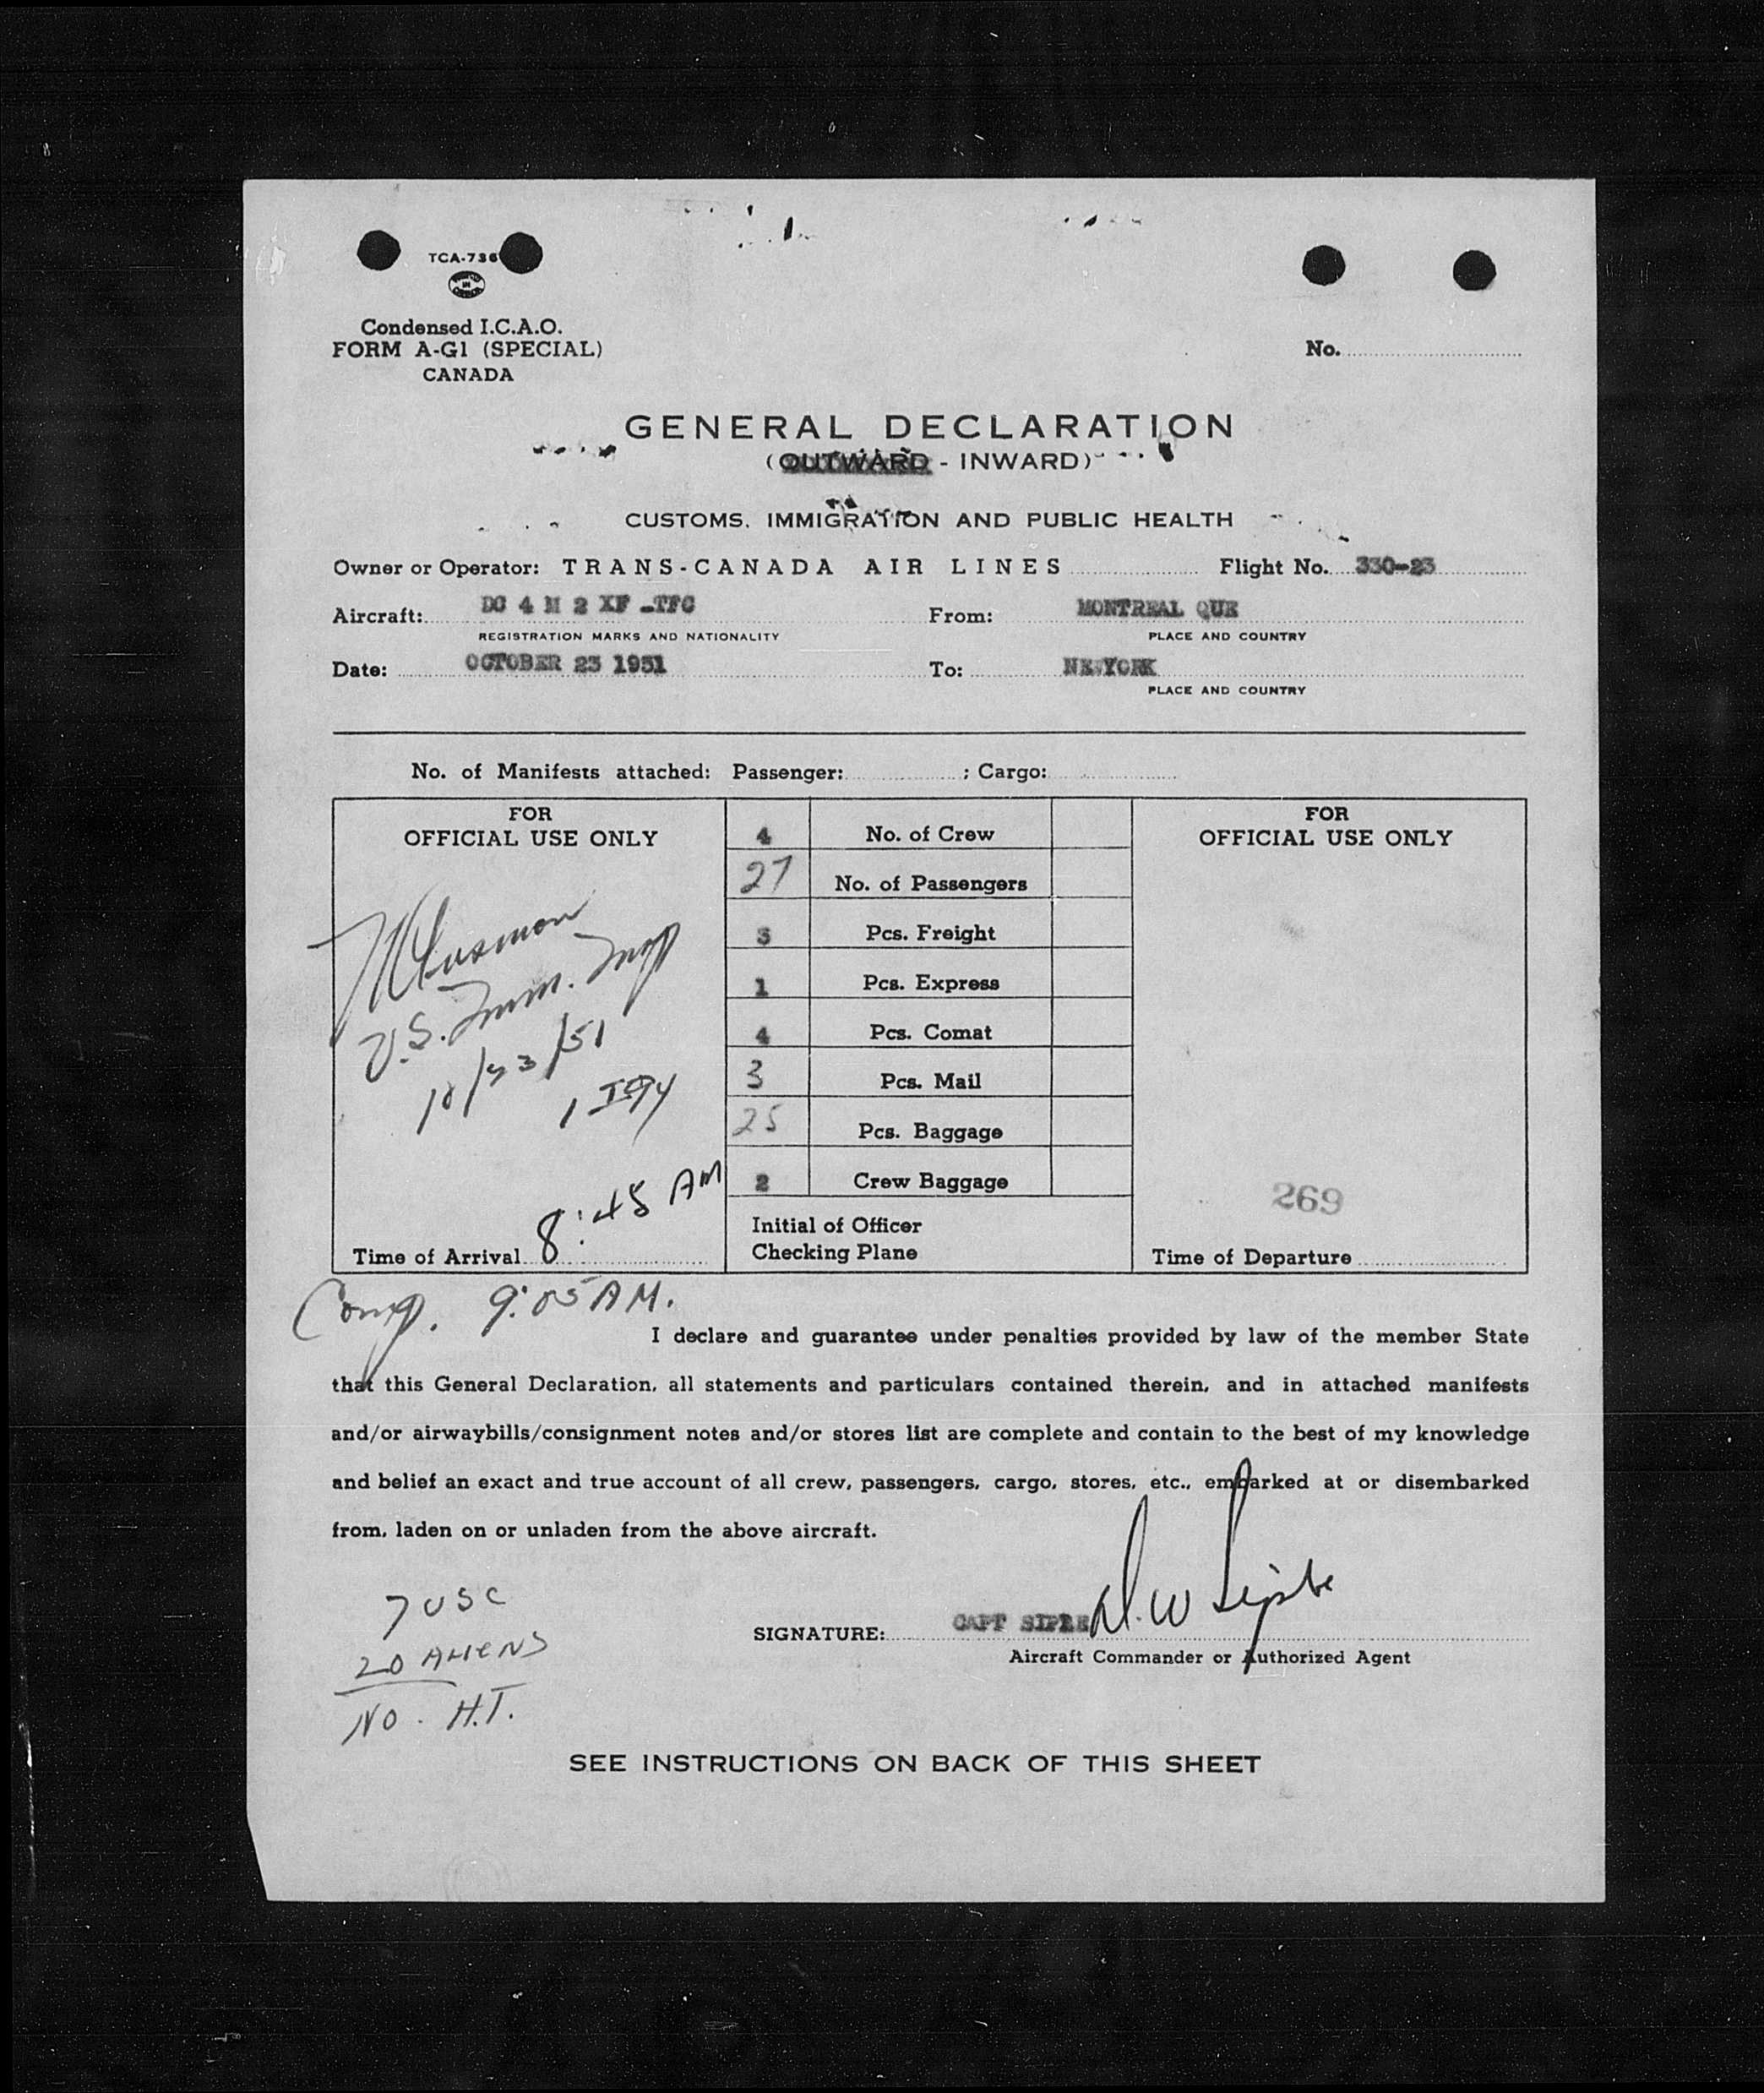 TCA-736
Condensed I.C.A.O.
FORM A-G1 (SPECIAL)
CANADA
No.
GENERAL DECLARATION
(OUTWARD - INWARD)
CUSTOMS, IMMIGRATION AND PUBLIC HEALTH
Owner or Operator: TRANS-CANADA AIR LINES Flight No. 330-23
Aircraft: DC 4 M 2 XF -TFC From: MONTREAL QUE
REGISTRATION MARKS AND NATIONALITY PLACE AND COUNTRY
Date: OCTOBER 23 1951 To: NEWYORK
PLACE AND COUNTRY
No. of Manifests attached: Passenger: ; Cargo:
FOR
OFFICIAL USE ONLY
U.S. Imm. Insp
10/23/51
Time of Arrival 8:45 AM
4 No. of Crew
27 No. of Passengers
3 Pcs. Freight
1 Pcs. Express
4 Pcs. Comat
3 Pcs. Mail
25 Pcs. Baggage
2 Crew Baggage
Initial of Officer
Checking Plane
FOR
OFFICIAL USE ONLY
269
Time of Departure
Comp. 9:05 AM.
I declare and guarantee under penalties provided by law of the member State
that this General Declaration, all statements and particulars contained therein, and in attached manifests
and/or airwaybills/consignment notes and/or stores list are complete and contain to the best of my knowledge
and belief an exact and true account of all crew, passengers, cargo, stores, etc., embarked at or disembarked
from, laden on or unladen from the above aircraft.
7 USC
20 ALIENS
NO. H.T.
SIGNATURE: CAPT SIPLE D.W Siple
Aircraft Commander or Authorized Agent
SEE INSTRUCTIONS ON BACK OF THIS SHEET